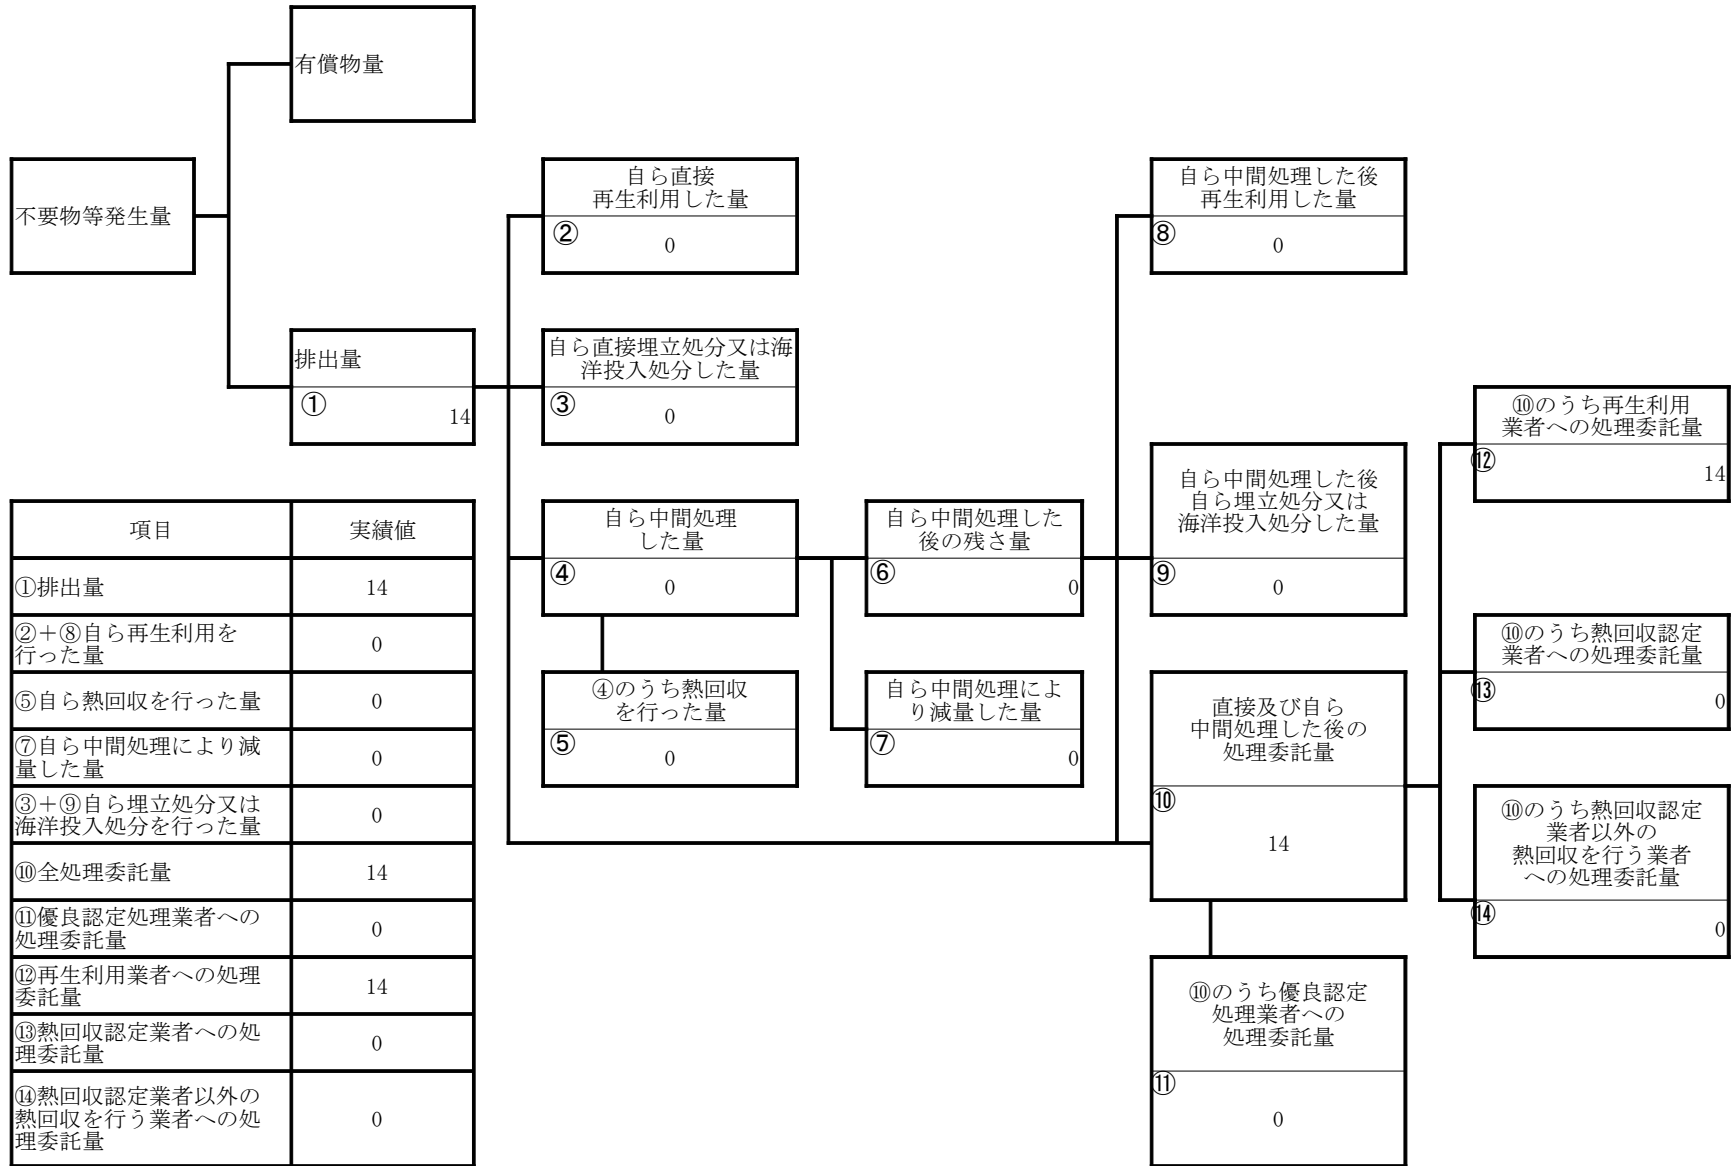 有償物量
不要物等発生量
排出量
①
14
自ら直接
再生利用した量
②
0
自ら直接埋立処分又は海
洋投入処分した量
③
0
自ら中間処理
した量
④
0
④のうち熱回収
を行った量
⑤
0
自ら中間処理した
後の残さ量
⑥
0
自ら中間処理によ
り減量した量
⑦
0
自ら中間処理した後
再生利用した量
⑧
0
自ら中間処理した後
自ら埋立処分又は
海洋投入処分した量
⑨
0
直接及び自ら
中間処理した後の
処理委託量
⑩
14
⑩のうち優良認定
処理業者への
処理委託量
⑪
0
⑩のうち再生利用
業者への処理委託量
⑫
14
⑩のうち熱回収認定
業者への処理委託量
⑬
0
⑩のうち熱回収認定
業者以外の
熱回収を行う業者
への処理委託量
⑭
0
項目 実績値
①排出量 14
②+⑧自ら再生利用を
行った量 0
⑤自ら熱回収を行った量 0
⑦自ら中間処理により減
量した量 0
③+⑨自ら埋立処分又は
海洋投入処分を行った量 0
⑩全処理委託量 14
⑪優良認定処理業者への
処理委託量 0
⑫再生利用業者への処理
委託量 14
⑬熱回収認定業者への処
理委託量 0
⑭熱回収認定業者以外の
熱回収を行う業者への処
理委託量 0